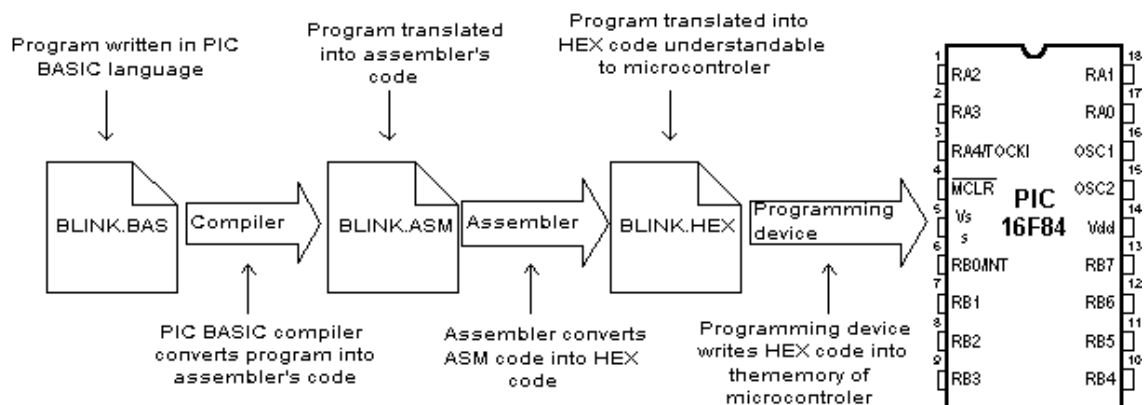 Program written in PIC
BASIC language
Program translated
into assembler's
code
Program translated into
HEX code understandable
to microcontroler
BLINK.BAS
Compiler
BLINK.ASM
Assembler
BLINK.HEX
Programming
device
PIC BASIC compiler
converts program into
assembler's code
Assembler converts
ASM code into HEX
code
Programming device
writes HEX code into
thememory of
microcontroler
PIC
16F84
1 RA2
2 RA3
3 RA4/TOCKI
4 MCLR
5 Vs
s
6 RB0/INT
7 RB1
8 RB2
9 RB3
18 RA1
17 RA0
16 OSC1
15 OSC2
14 Vdd
13 RB7
12 RB6
11 RB5
10 RB4